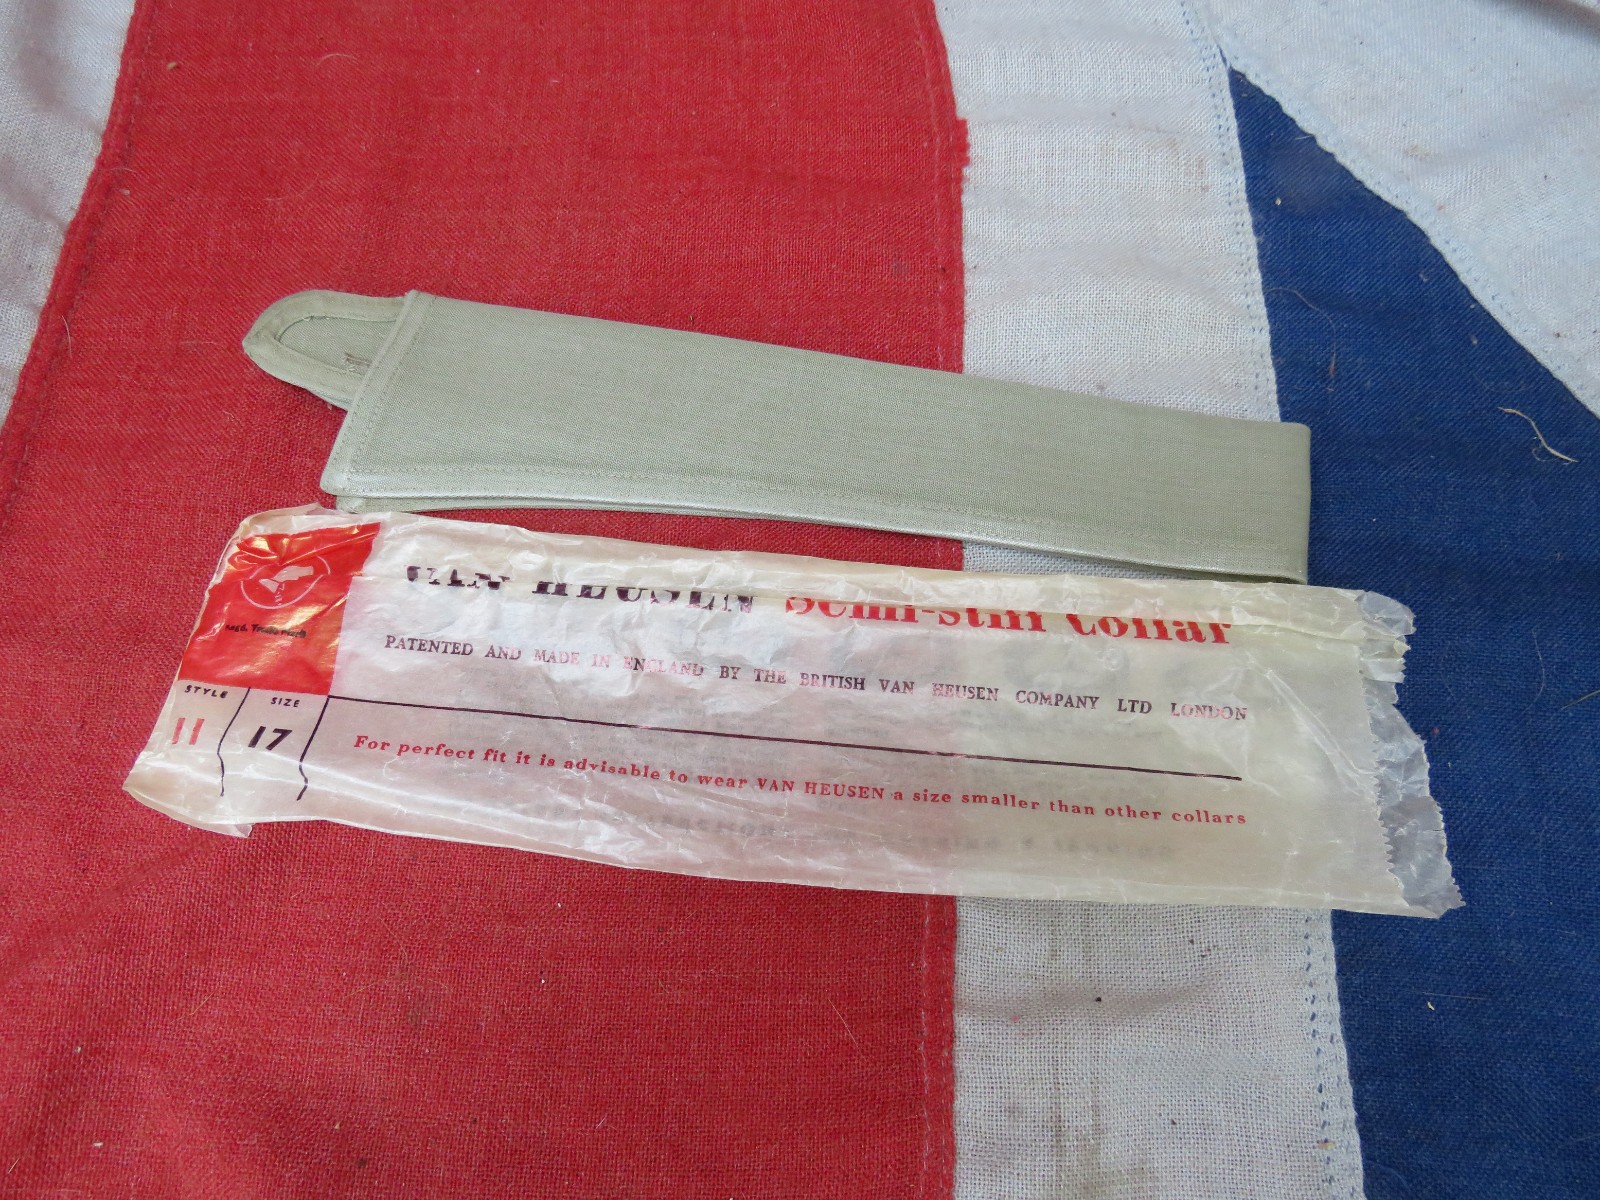 VAN HEUSEN Semi-stiff Collar
Regd. Trade Mark
PATENTED AND MADE IN ENGLAND BY THE BRITISH VAN HEUSEN COMPANY LTD LONDON
STYLE SIZE
11 17
For perfect fit it is advisable to wear VAN HEUSEN a size smaller than other collars